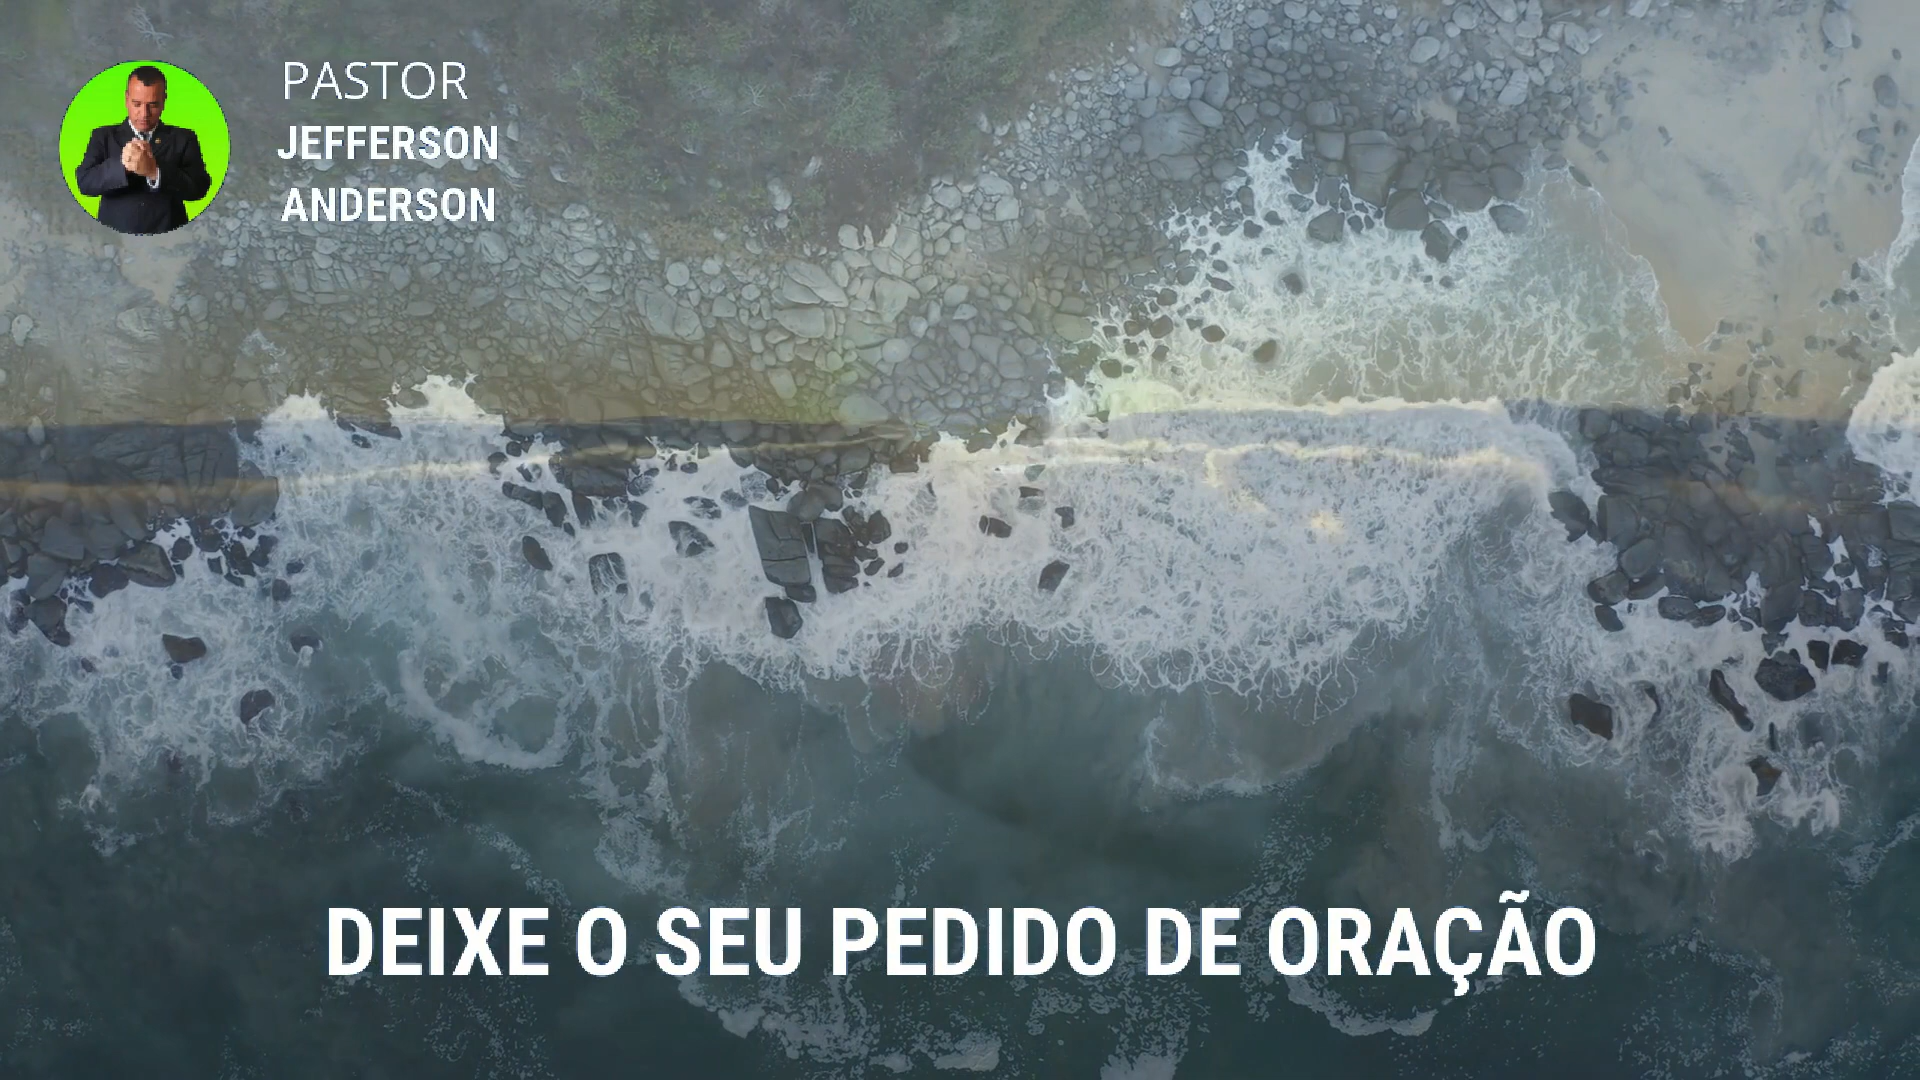 PASTOR
JEFFERSON
ANDERSON
DEIXE O SEU PEDIDO DE ORAÇÃO